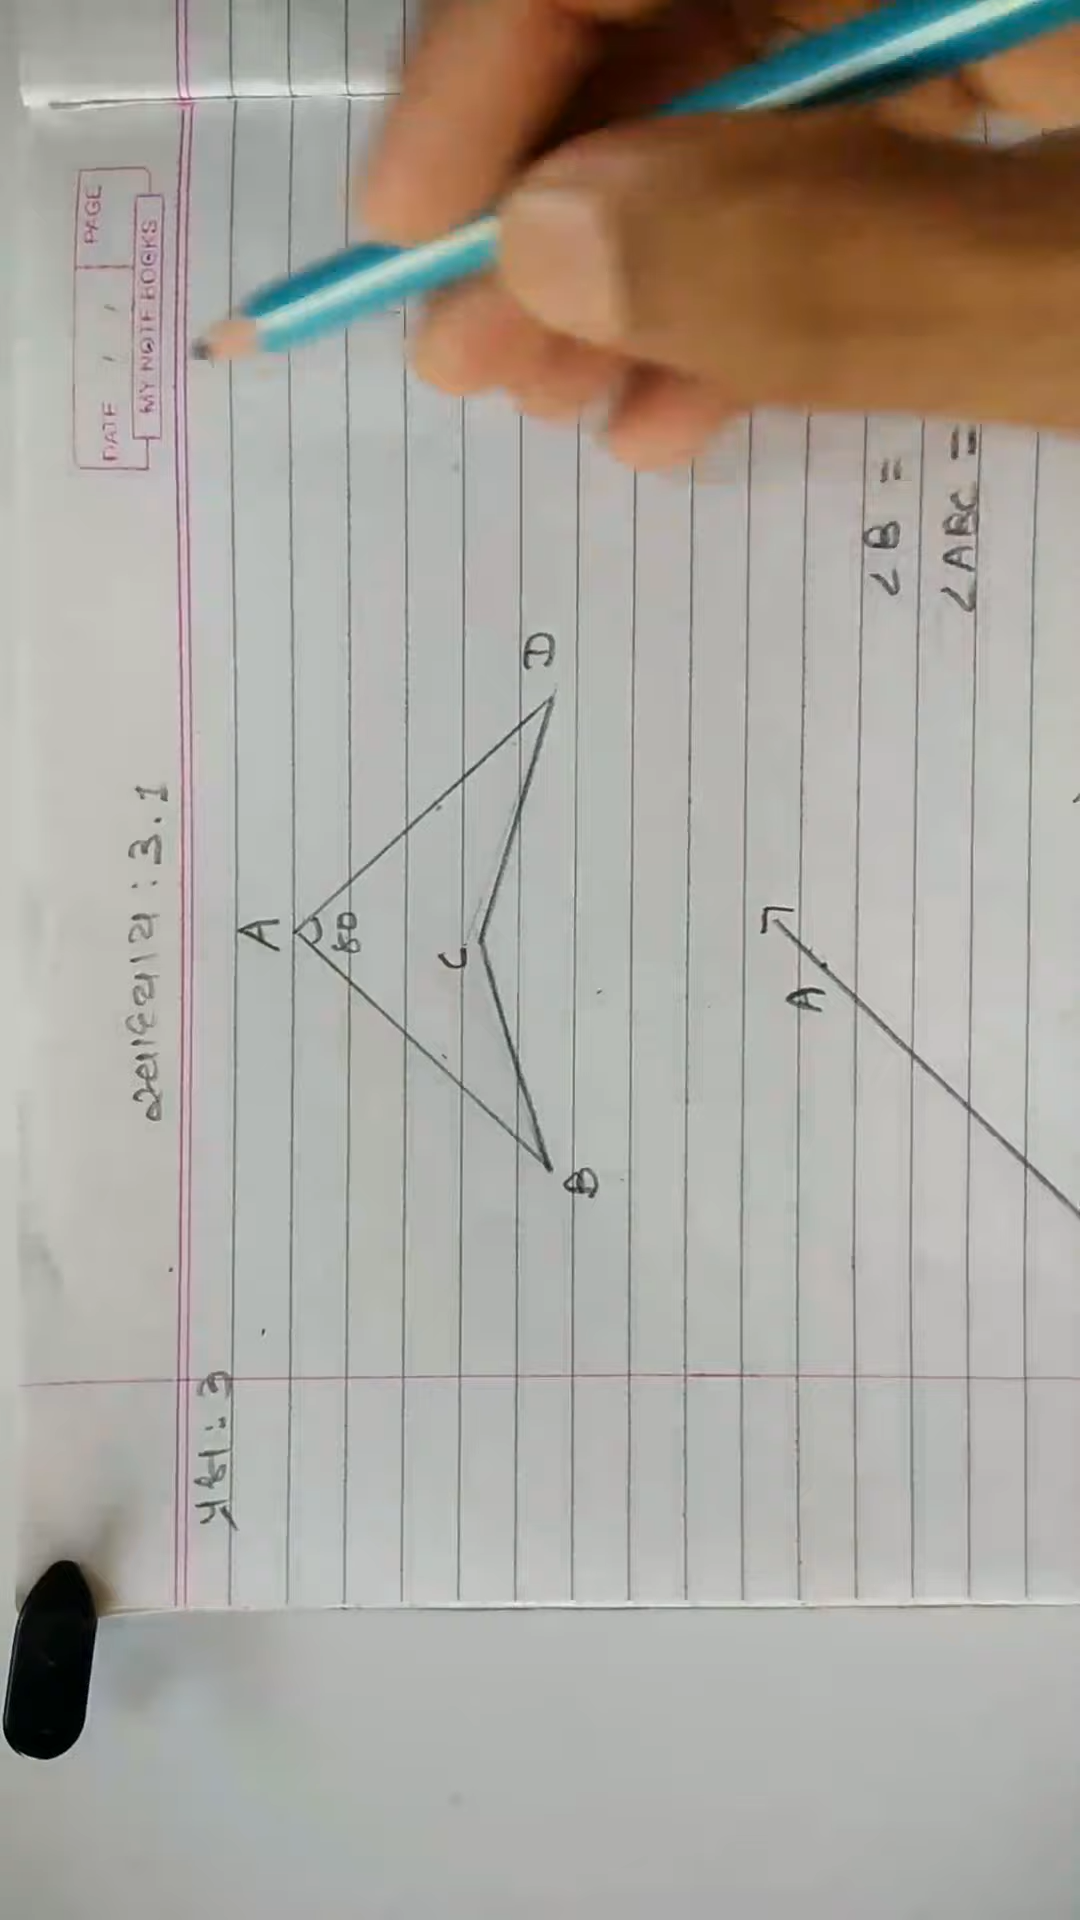 DATE / /
PAGE
MY NOTE BOOKS
સ્વાધ્યાય : 3.1
પ્રશ્ન : 3
A
80
C
B
D
A
∠B =
∠ABC =